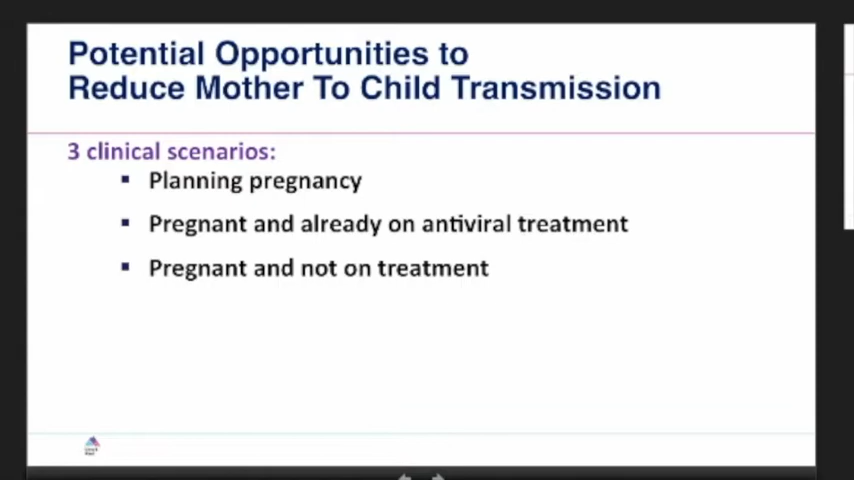 Potential Opportunities to
Reduce Mother To Child Transmission
3 clinical scenarios:
▪ Planning pregnancy
▪ Pregnant and already on antiviral treatment
▪ Pregnant and not on treatment